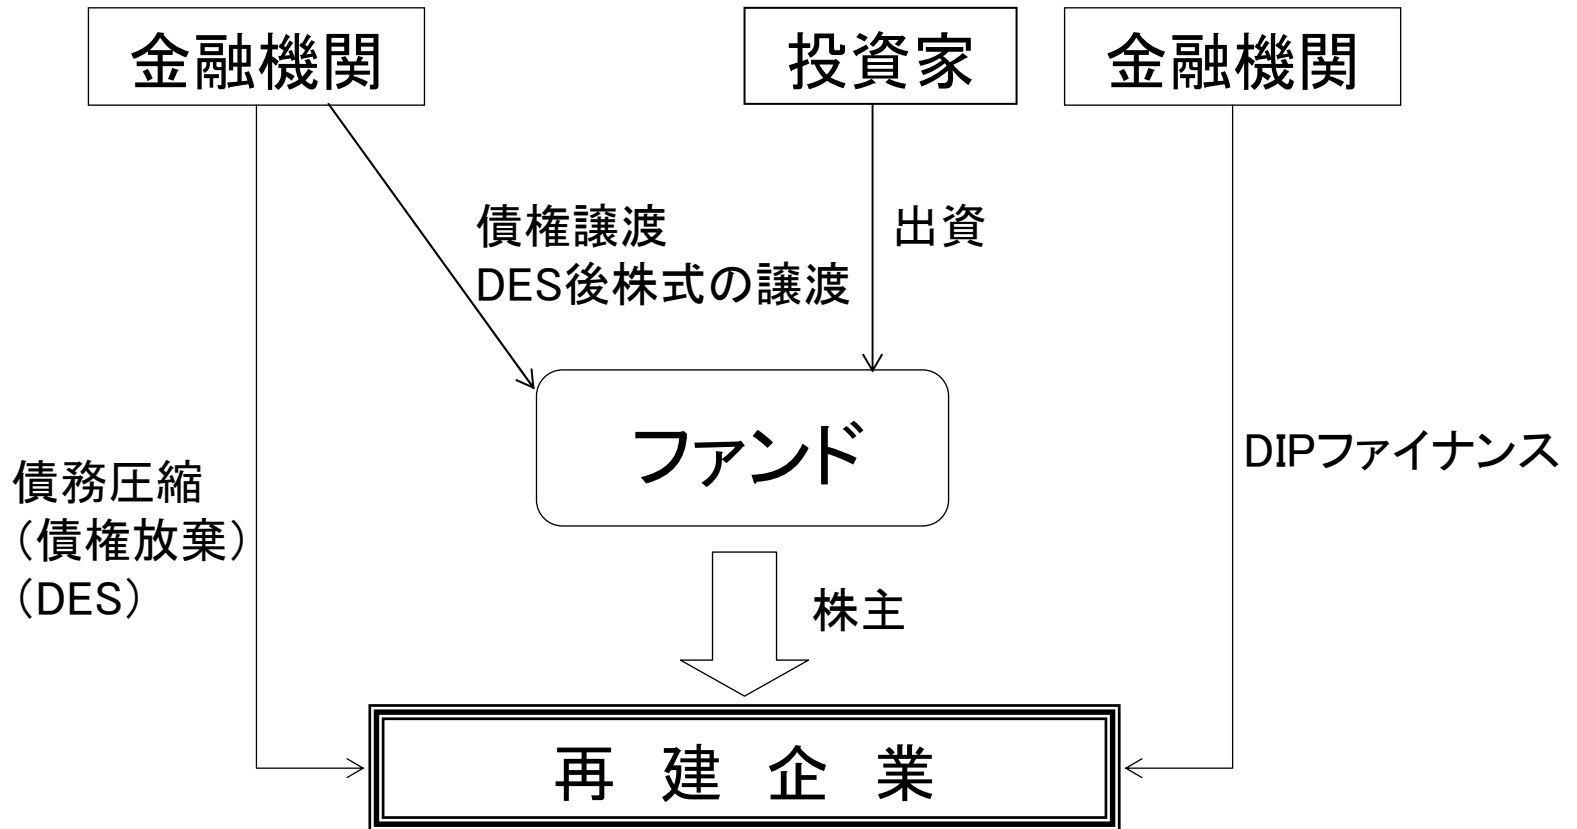 金融機関
投資家
金融機関
債権譲渡
DES後株式の譲渡
出資
ファンド
DIPファイナンス
債務圧縮
（債権放棄）
（DES）
株主
再 建 企 業